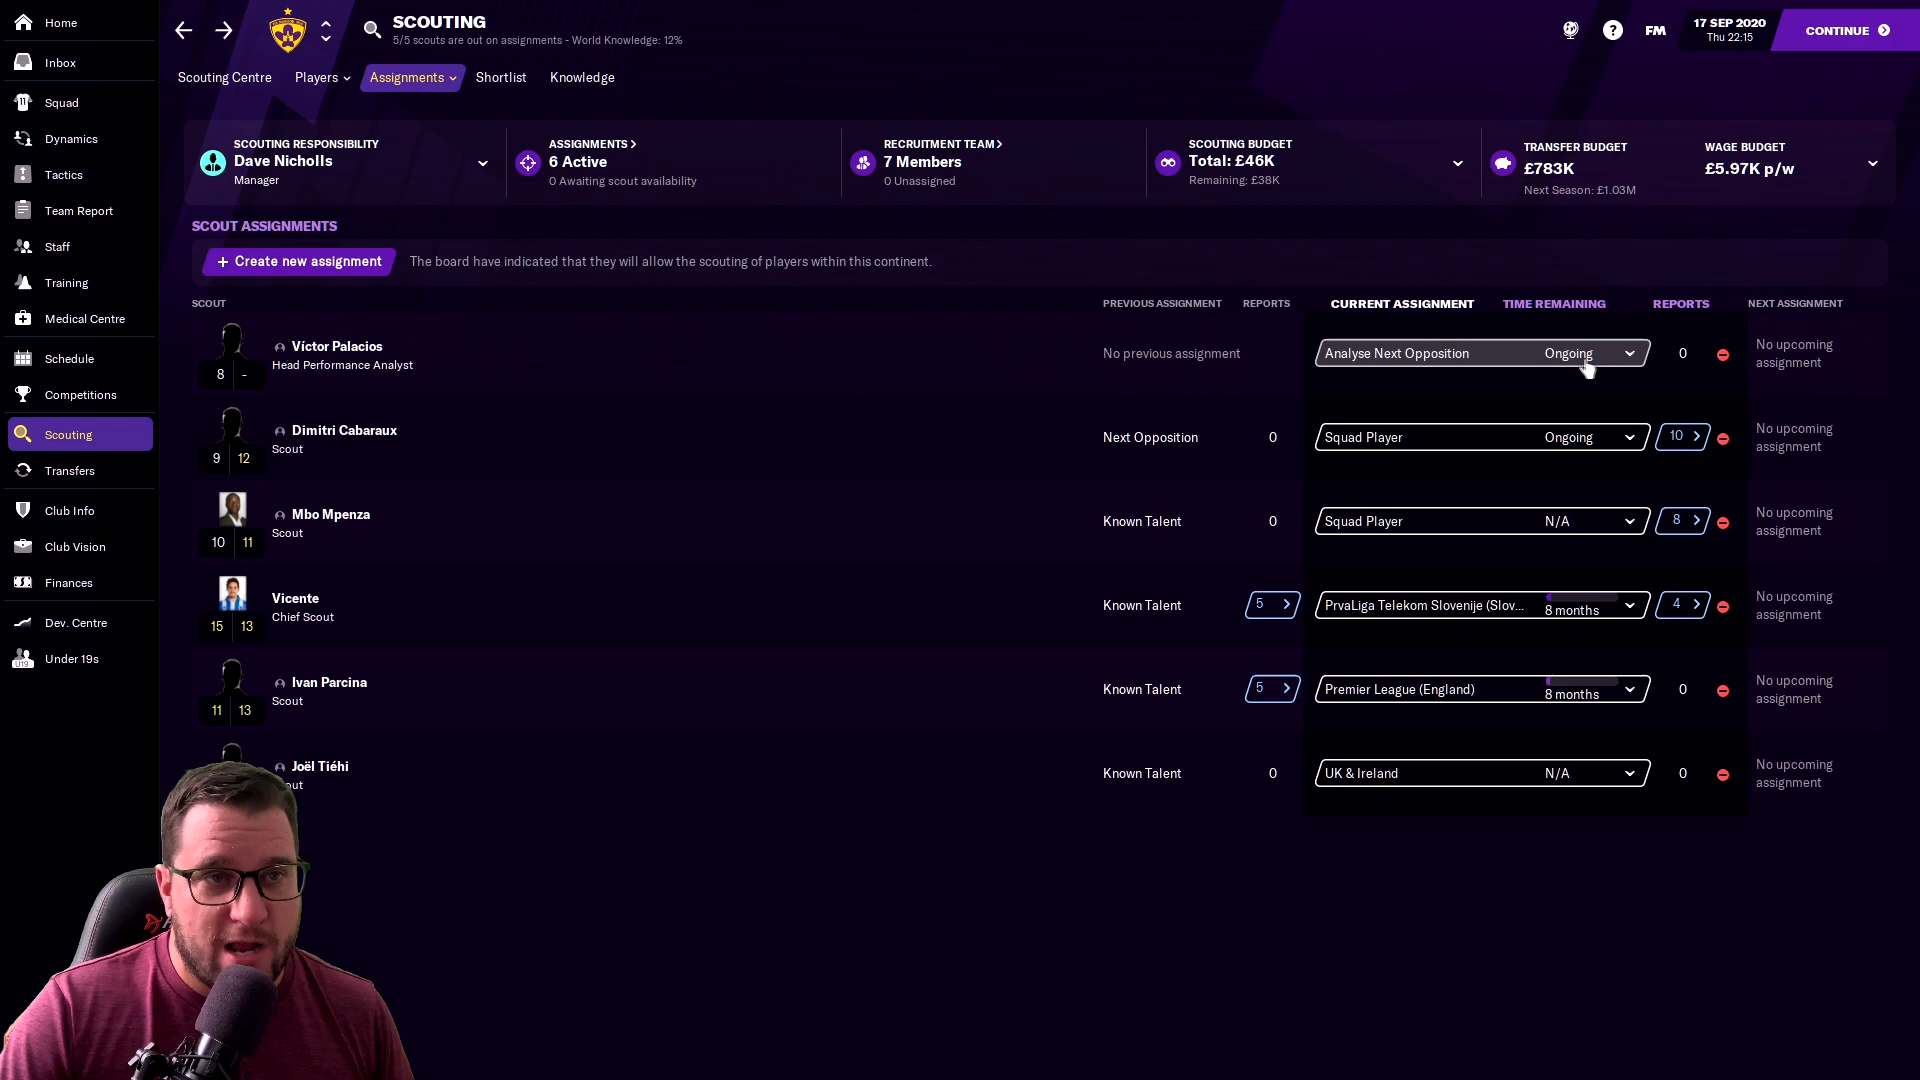 Home
Inbox
Squad
Dynamics
Tactics
Team Report
Staff
Training
Medical Centre
Schedule
Competitions
Scouting
Transfers
Club Info
Club Vision
Finances
Dev. Centre
Under 19s
SCOUTING
5/5 scouts are out on assignments - World Knowledge: 12%
FM
17 SEP 2020
Thu 22:15
CONTINUE
Scouting Centre Players Assignments Shortlist Knowledge
SCOUTING RESPONSIBILITY
Dave Nicholls
Manager
ASSIGNMENTS
6 Active
0 Awaiting scout availability
RECRUITMENT TEAM
7 Members
0 Unassigned
SCOUTING BUDGET
Total: £46K
Remaining: £38K
TRANSFER BUDGET
£783K
Next Season: £1.03M
WAGE BUDGET
£5.97K p/w
SCOUT ASSIGNMENTS
+ Create new assignment The board have indicated that they will allow the scouting of players within this continent.
SCOUT PREVIOUS ASSIGNMENT REPORTS CURRENT ASSIGNMENT TIME REMAINING REPORTS NEXT ASSIGNMENT
Víctor Palacios
Head Performance Analyst
8 -
No previous assignment
Analyse Next Opposition Ongoing 0
No upcoming
assignment
Dimitri Cabaraux
Scout
9 12
Next Opposition 0
Squad Player Ongoing 10
No upcoming
assignment
Mbo Mpenza
Scout
10 11
Known Talent 0
Squad Player N/A 8
No upcoming
assignment
Vicente
Chief Scout
15 13
Known Talent 5
PrvaLiga Telekom Slovenije (Slov... 8 months 4
No upcoming
assignment
Ivan Parcina
Scout
11 13
Known Talent 5
Premier League (England) 8 months 0
No upcoming
assignment
Joël Tiéhi
out
Known Talent 0
UK & Ireland N/A 0
No upcoming
assignment